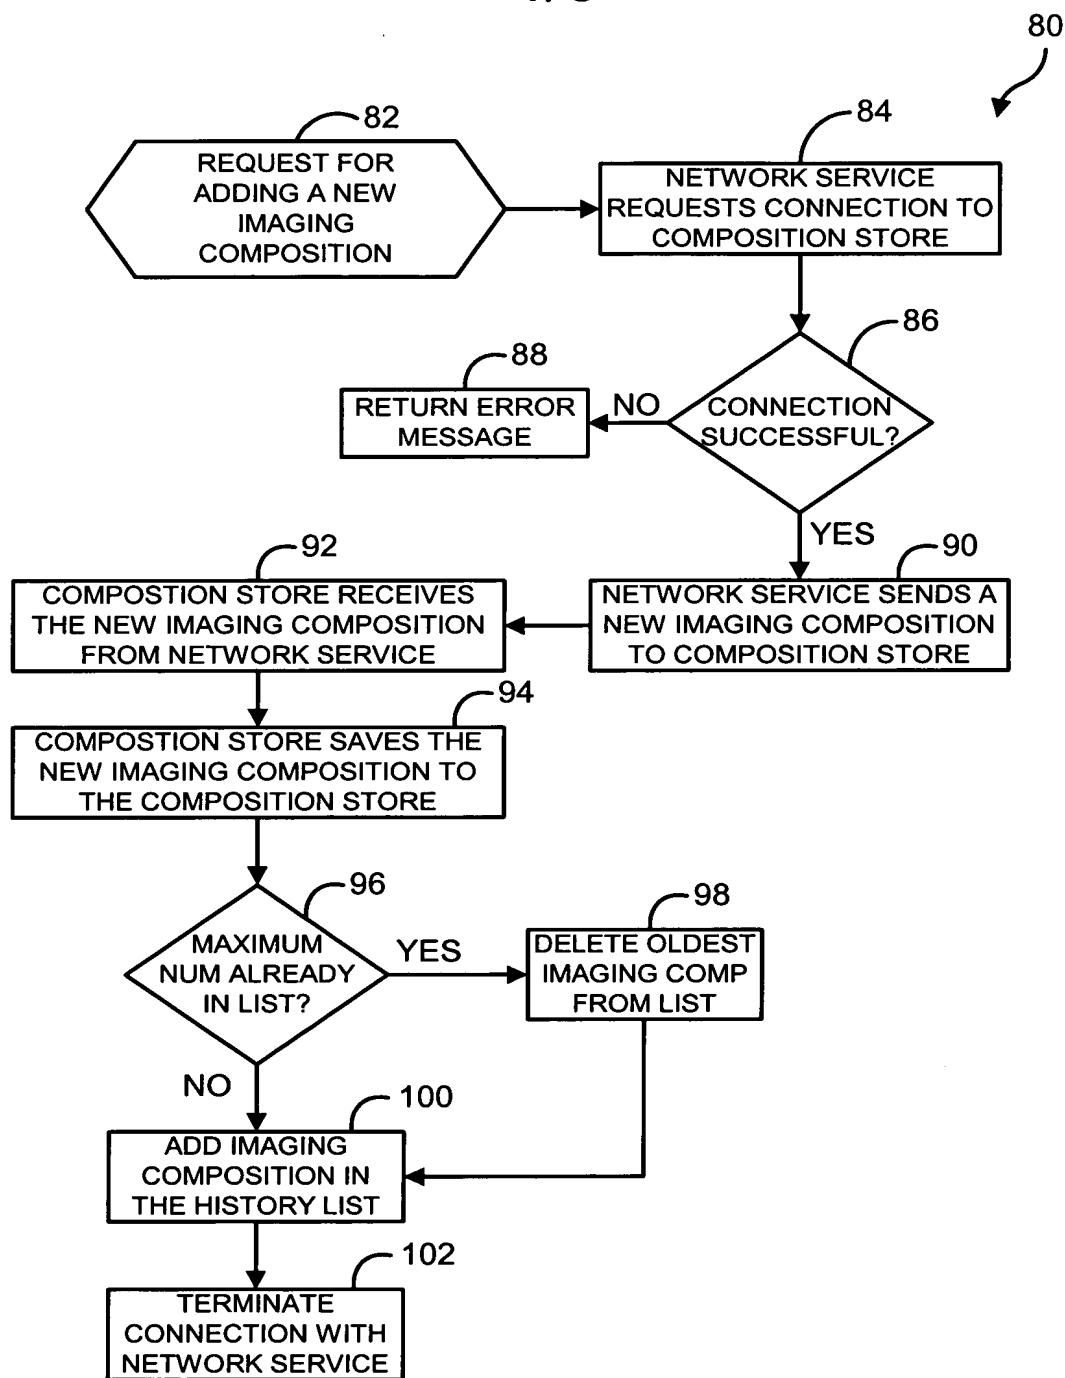 80
82
REQUEST FOR
ADDING A NEW
IMAGING
COMPOSITION
84
NETWORK SERVICE
REQUESTS CONNECTION TO
COMPOSITION STORE
86
CONNECTION
SUCCESSFUL?
NO
88
RETURN ERROR
MESSAGE
YES
90
NETWORK SERVICE SENDS A
NEW IMAGING COMPOSITION
TO COMPOSITION STORE
92
COMPOSTION STORE RECEIVES
THE NEW IMAGING COMPOSITION
FROM NETWORK SERVICE
94
COMPOSTION STORE SAVES THE
NEW IMAGING COMPOSITION TO
THE COMPOSITION STORE
96
MAXIMUM
NUM ALREADY
IN LIST?
YES
98
DELETE OLDEST
IMAGING COMP
FROM LIST
NO
100
ADD IMAGING
COMPOSITION IN
THE HISTORY LIST
102
TERMINATE
CONNECTION WITH
NETWORK SERVICE